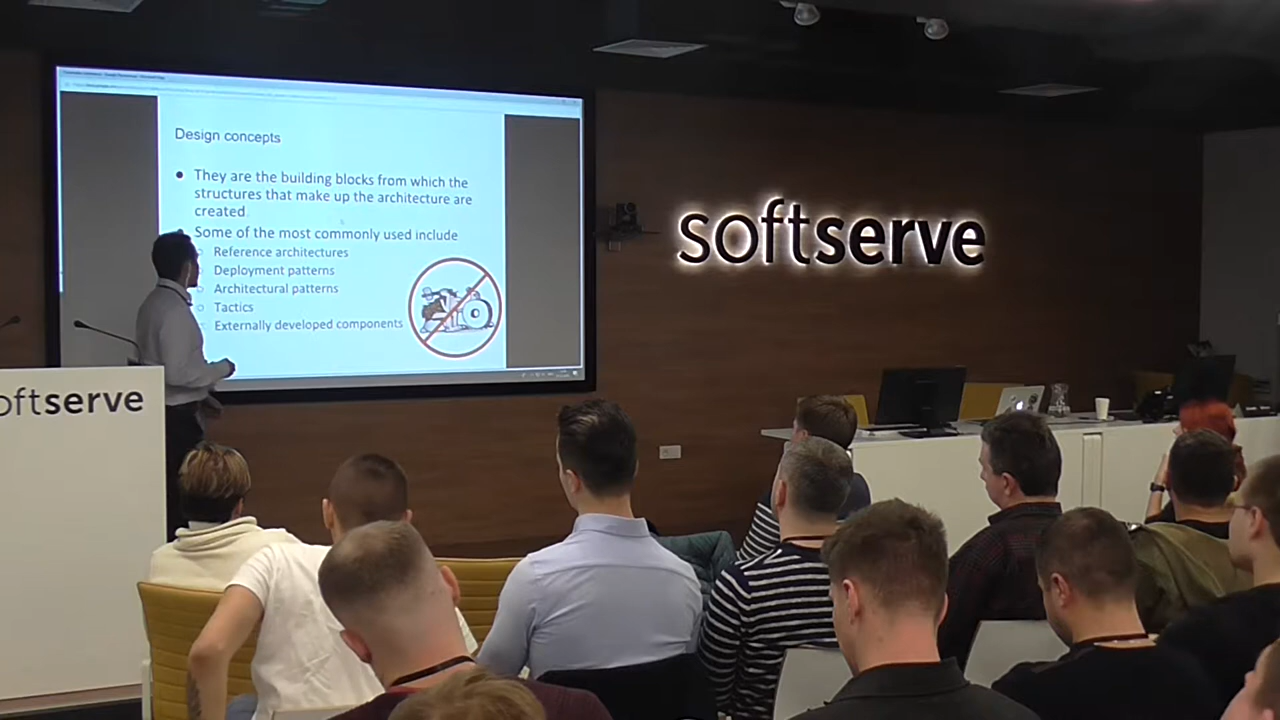 Design concepts
They are the building blocks from which the
structures that make up the architecture are
created.
Some of the most commonly used include
Reference architectures
Deployment patterns
Architectural patterns
Tactics
Externally developed components
softserve
oftserve